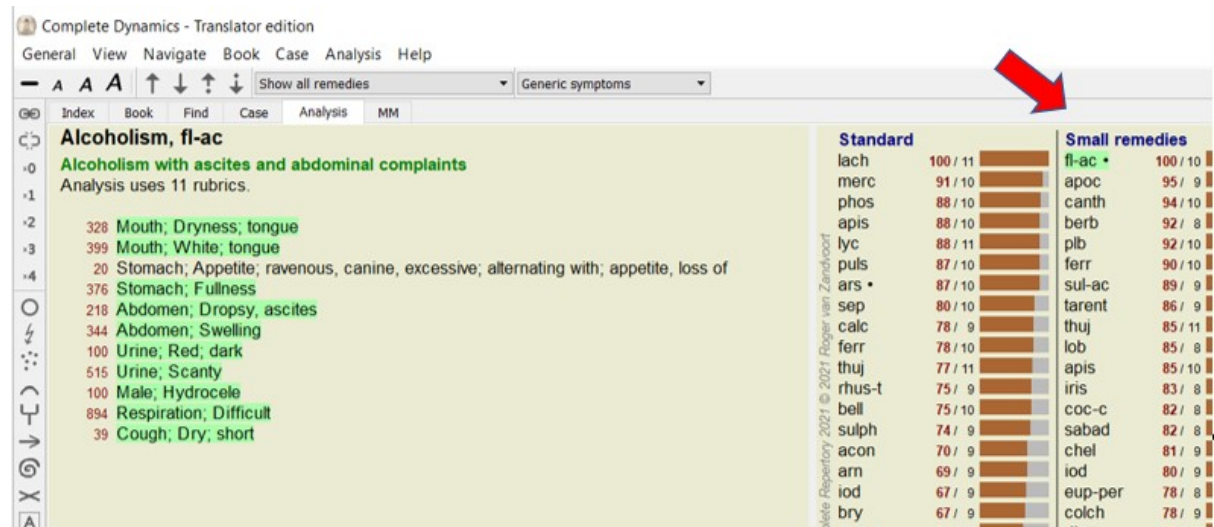 Complete Dynamics - Translator edition
General View Navigate Book Case Analysis Help
A A A Show all remedies Generic symptoms
Index Book Find Case Analysis MM
Alcoholism, fl-ac
Alcoholism with ascites and abdominal complaints
Analysis uses 11 rubrics.
328 Mouth; Dryness; tongue
399 Mouth; White; tongue
20 Stomach; Appetite; ravenous, canine, excessive; alternating with; appetite, loss of
376 Stomach; Fullness
218 Abdomen; Dropsy, ascites
344 Abdomen; Swelling
100 Urine; Red; dark
515 Urine; Scanty
100 Male; Hydrocele
894 Respiration; Difficult
39 Cough; Dry; short
×0
×1
×2
×3
×4
A
Repertory 2021 © 2021 Roger van Zandvoort
Standard
lach 100 / 11
merc 91 / 10
phos 88 / 10
apis 88 / 10
lyc 88 / 11
puls 87 / 10
ars • 87 / 10
sep 80 / 10
calc 78 / 9
ferr 78 / 10
thuj 77 / 11
rhus-t 75 / 9
bell 75 / 10
sulph 74 / 9
acon 70 / 9
arn 69 / 9
iod 67 / 9
bry 67 / 9
Small remedies
fl-ac • 100 / 10
apoc 95 / 9
canth 94 / 10
berb 92 / 8
plb 92 / 10
ferr 90 / 10
sul-ac 89 / 9
tarent 86 / 9
thuj 85 / 11
lob 85 / 8
apis 85 / 10
iris 83 / 8
coc-c 82 / 8
sabad 82 / 8
chel 81 / 9
iod 80 / 9
eup-per 78 / 8
colch 78 / 9